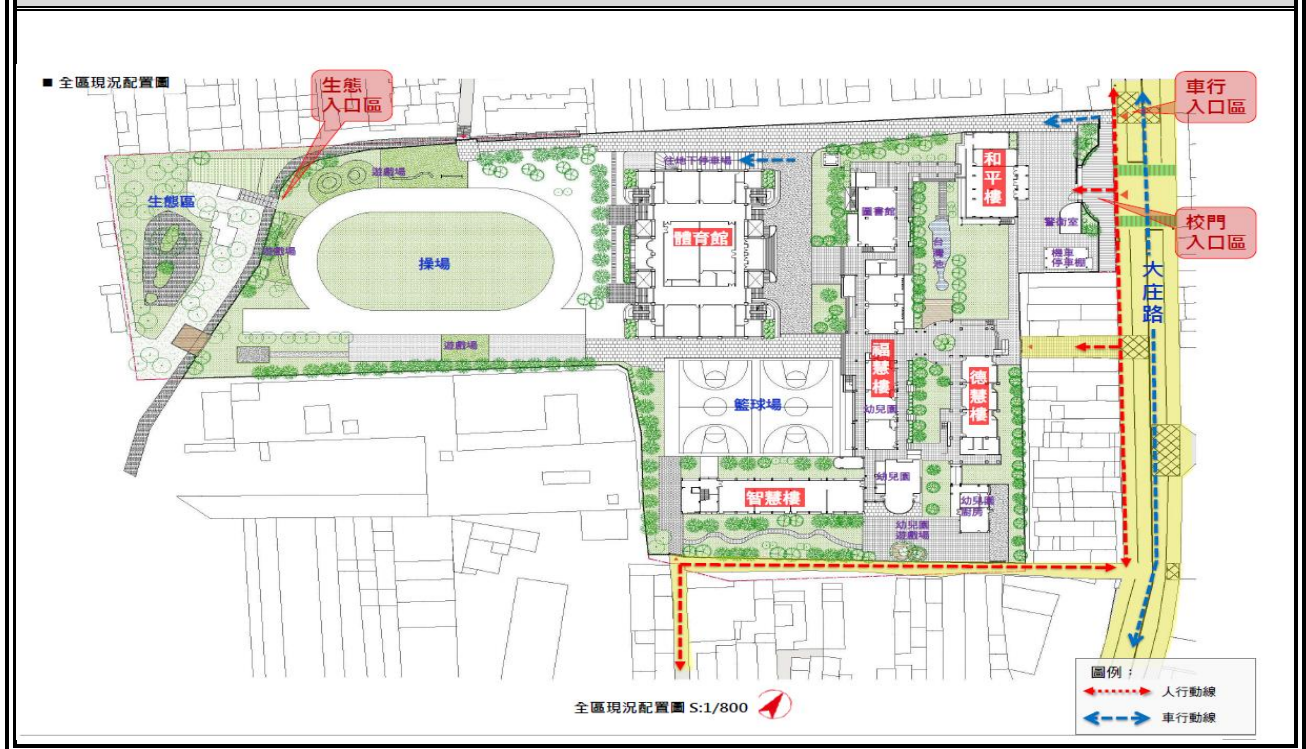 ■ 全區現況配置圖
生態
入口區
車行
入口區
往地下停車場
和平樓
遊戲場
生態區
圖書館
校門
入口區
警衛室
體育館
台灣池
遊戲場
操場
機車
停車棚
大庄路
遊戲場
福慧樓
德慧樓
籃球場
幼兒園
幼兒園
智慧樓
幼兒園
廚房
幼兒園
遊戲場
圖例：
人行動線
車行動線
全區現況配置圖 S:1/800